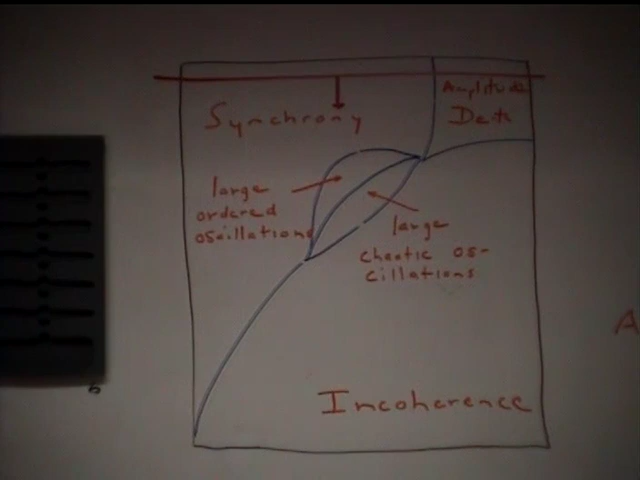 Amplitude
Synchrony
Death
large
ordered
oscillations
large
chaotic os-
cillations
A
Incoherence